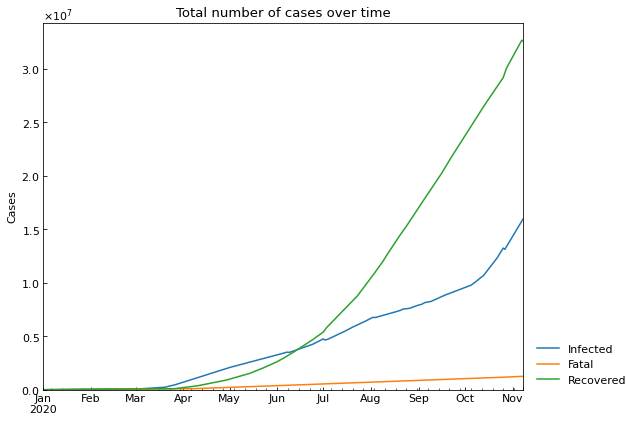 Total number of cases over time
×10⁷
3.0
2.5
2.0
1.5
1.0
0.5
0.0
Cases
Jan Feb Mar Apr May Jun Jul Aug Sep Oct Nov
2020
Infected
Fatal
Recovered